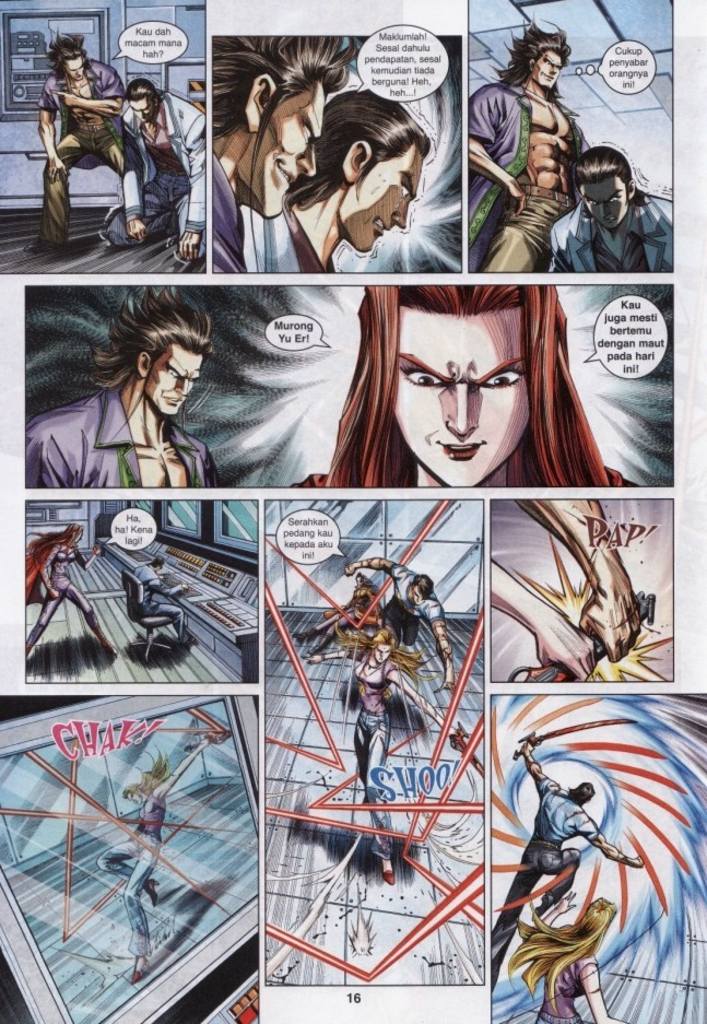 Kau dah
macam mana
hah?
Maklumlah!
Sesal dahulu
pendapatan, sesal
kemudian tiada
berguna! Heh,
heh...!
Cukup
penyabar
orangnya
ini!
Murong
Yu Er!
Kau
juga mesti
bertemu
dengan maut
pada hari
ini!
Ha,
ha! Kena
lagi!
Serahkan
pedang kau
kepada aku
ini!
PAP!
CHAK!
SHOO!
16